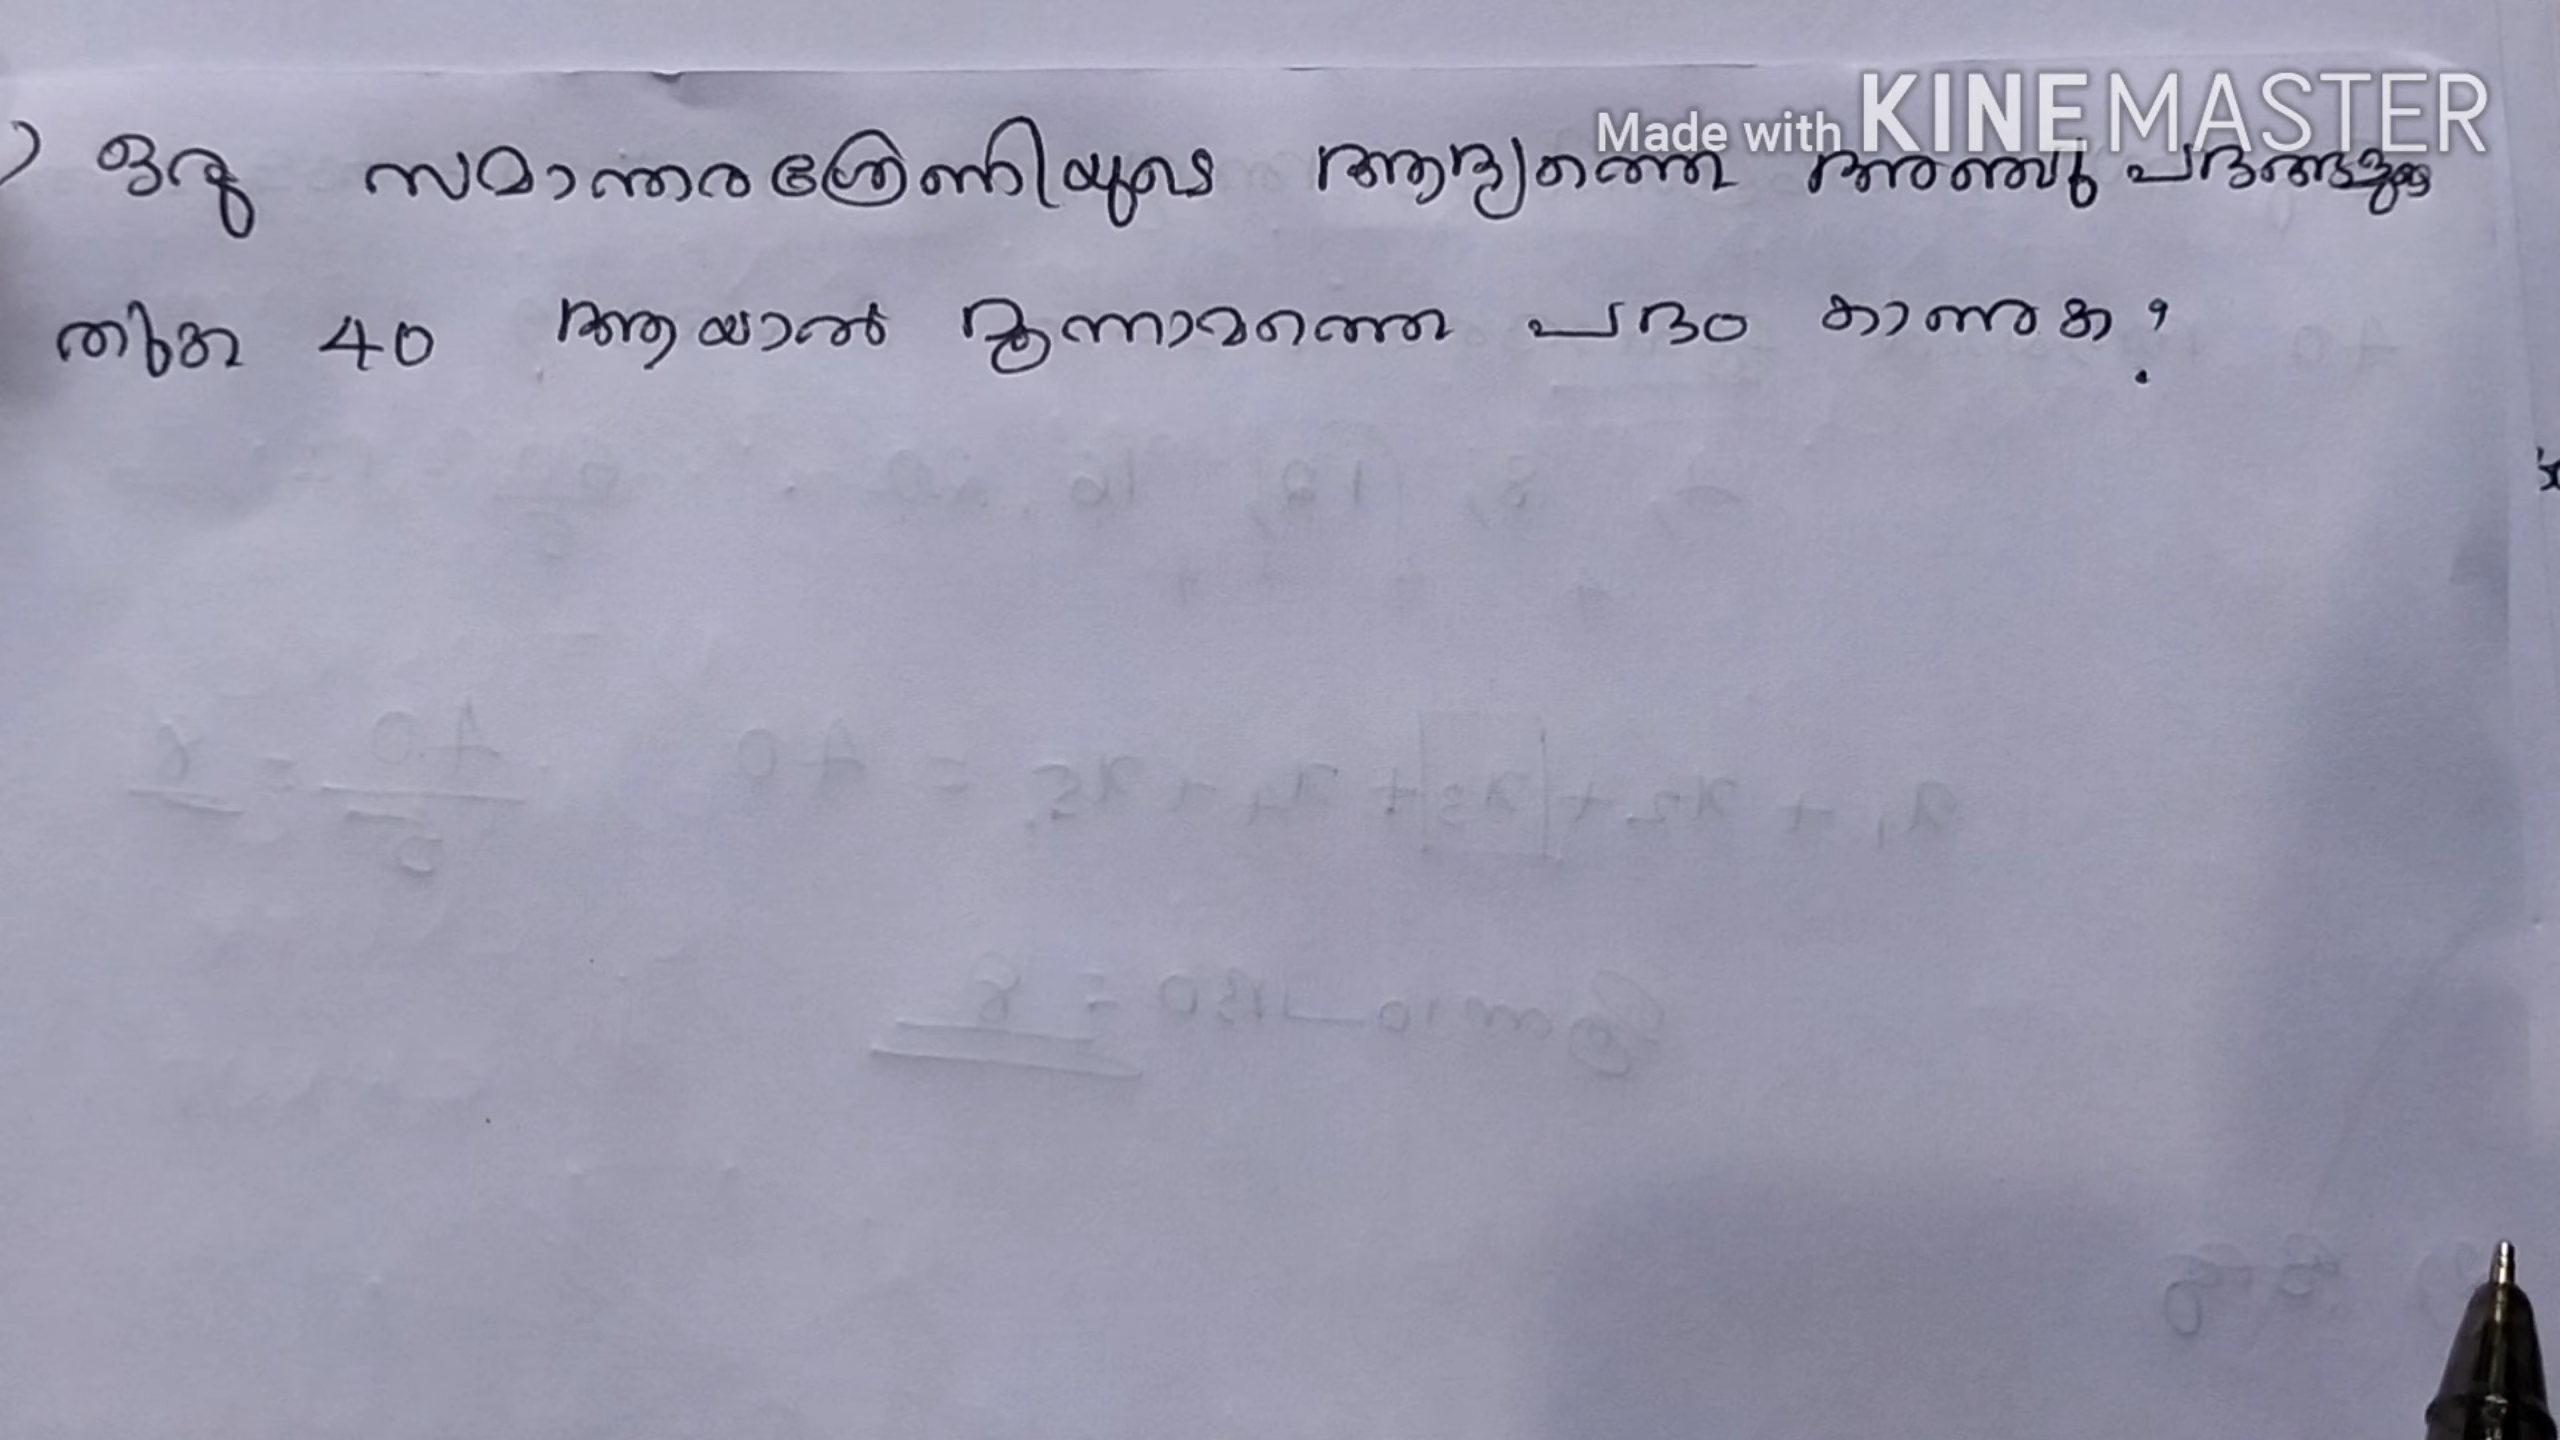 Made with KINEMASTER
) ഒരു സമാന്തരശ്രേണിയുടെ ആദ്യത്തെ അഞ്ചു പദങ്ങളുടെ
തുക 40 ആയാൽ മൂന്നാമത്തെ പദം കാണുക?